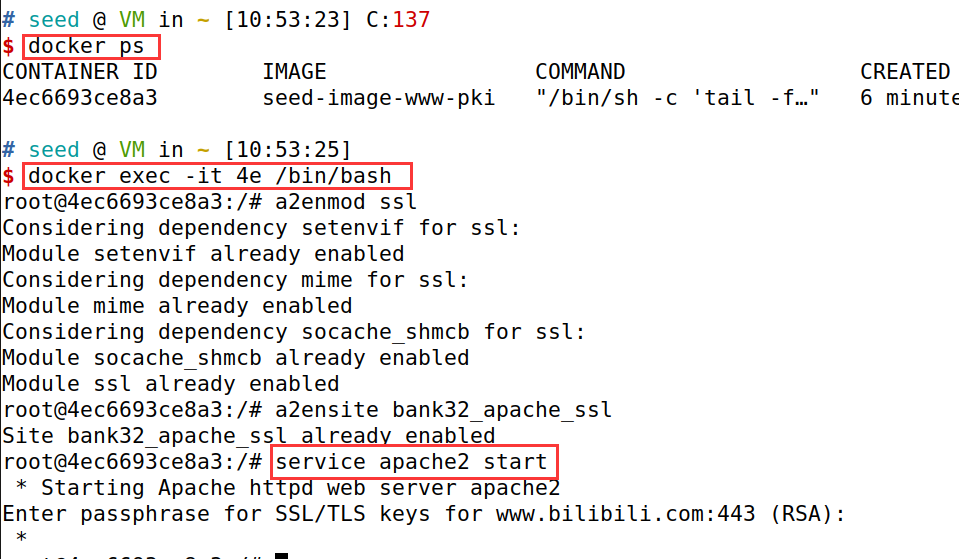 # seed @ VM in ~ [10:53:23] C:137
$ docker ps
CONTAINER ID        IMAGE                COMMAND                  CREATED
4ec6693ce8a3        seed-image-www-pki   "/bin/sh -c 'tail -f…"   6 minute
# seed @ VM in ~ [10:53:25]
$ docker exec -it 4e /bin/bash
root@4ec6693ce8a3:/# a2enmod ssl
Considering dependency setenvif for ssl:
Module setenvif already enabled
Considering dependency mime for ssl:
Module mime already enabled
Considering dependency socache_shmcb for ssl:
Module socache_shmcb already enabled
Module ssl already enabled
root@4ec6693ce8a3:/# a2ensite bank32_apache_ssl
Site bank32_apache_ssl already enabled
root@4ec6693ce8a3:/# service apache2 start
 * Starting Apache httpd web server apache2
Enter passphrase for SSL/TLS keys for www.bilibili.com:443 (RSA):
 *